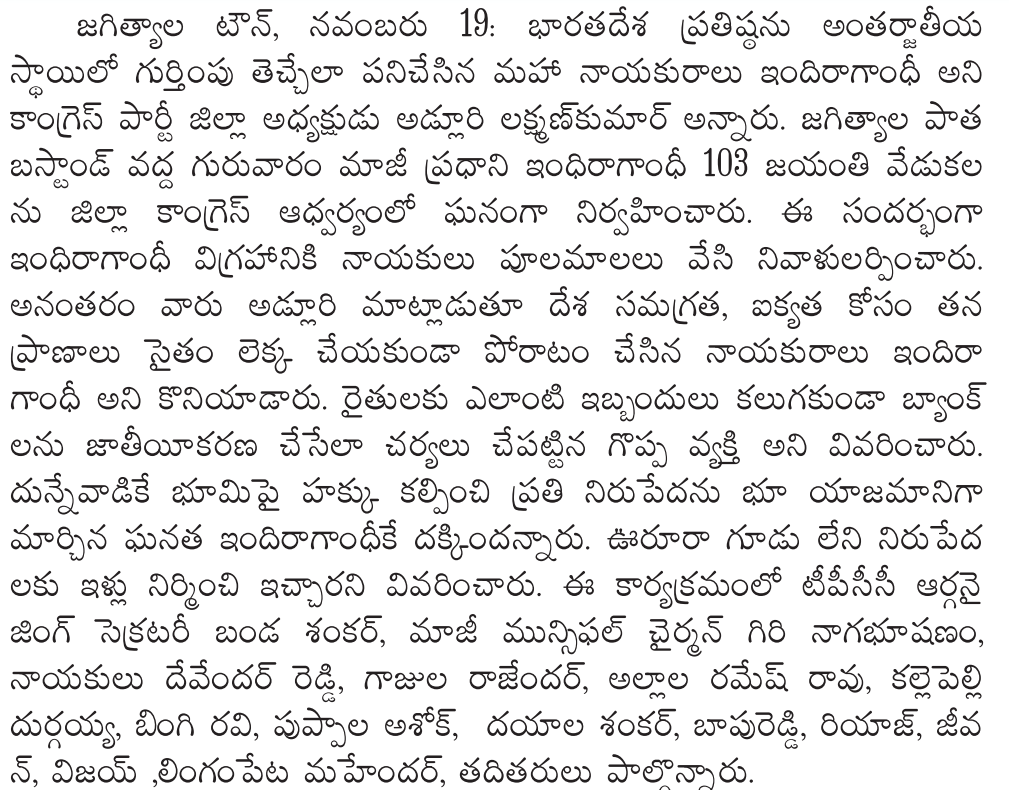 జగిత్యాల టౌన్, నవంబరు 19: భారతదేశ ప్రతిష్ఠను అంతర్జాతీయ
స్థాయిలో గుర్తింపు తెచ్చేలా పనిచేసిన మహా నాయకురాలు ఇందిరాగాంధీ అని
కాంగ్రెస్ పార్టీ జిల్లా అధ్యక్షుడు అడ్లూరి లక్ష్మణ్‌కుమార్ అన్నారు. జగిత్యాల పాత
బస్టాండ్ వద్ద గురువారం మాజీ ప్రధాని ఇంధిరాగాంధీ 103 జయంతి వేడుకల
ను జిల్లా కాంగ్రెస్ ఆధ్వర్యంలో ఘనంగా నిర్వహించారు. ఈ సందర్భంగా
ఇంధిరాగాంధీ విగ్రహానికి నాయకులు పూలమాలలు వేసి నివాళులర్పించారు.
అనంతరం వారు అడ్లూరి మాట్లాడుతూ దేశ సమగ్రత, ఐక్యత కోసం తన
ప్రాణాలు సైతం లెక్క చేయకుండా పోరాటం చేసిన నాయకురాలు ఇందిరా
గాంధీ అని కొనియాడారు. రైతులకు ఎలాంటి ఇబ్బందులు కలుగకుండా బ్యాంక్
లను జాతీయీకరణ చేసేలా చర్యలు చేపట్టిన గొప్ప వ్యక్తి అని వివరించారు.
దున్నేవాడికే భూమిపై హక్కు కల్పించి ప్రతి నిరుపేదను భూ యాజమానిగా
మార్చిన ఘనత ఇందిరాగాంధీకే దక్కిందన్నారు. ఊరూరా గూడు లేని నిరుపేద
లకు ఇళ్లు నిర్మించి ఇచ్చారని వివరించారు. ఈ కార్యక్రమంలో టీపీసీసీ ఆర్గనై
జింగ్ సెక్రటరీ బండ శంకర్, మాజీ మున్సిఫల్ చైర్మన్ గిరి నాగభూషణం,
నాయకులు దేవేందర్ రెడ్డి, గాజుల రాజేందర్, అల్లాల రమేష్ రావు, కల్లెపెల్లి
దుర్గయ్య, బింగి రవి, పుప్పాల అశోక్, దయాల శంకర్, బాపురెడ్డి, రియాజ్, జీవ
న్, విజయ్ ,లింగంపేట మహేందర్, తదితరులు పాల్గొన్నారు.